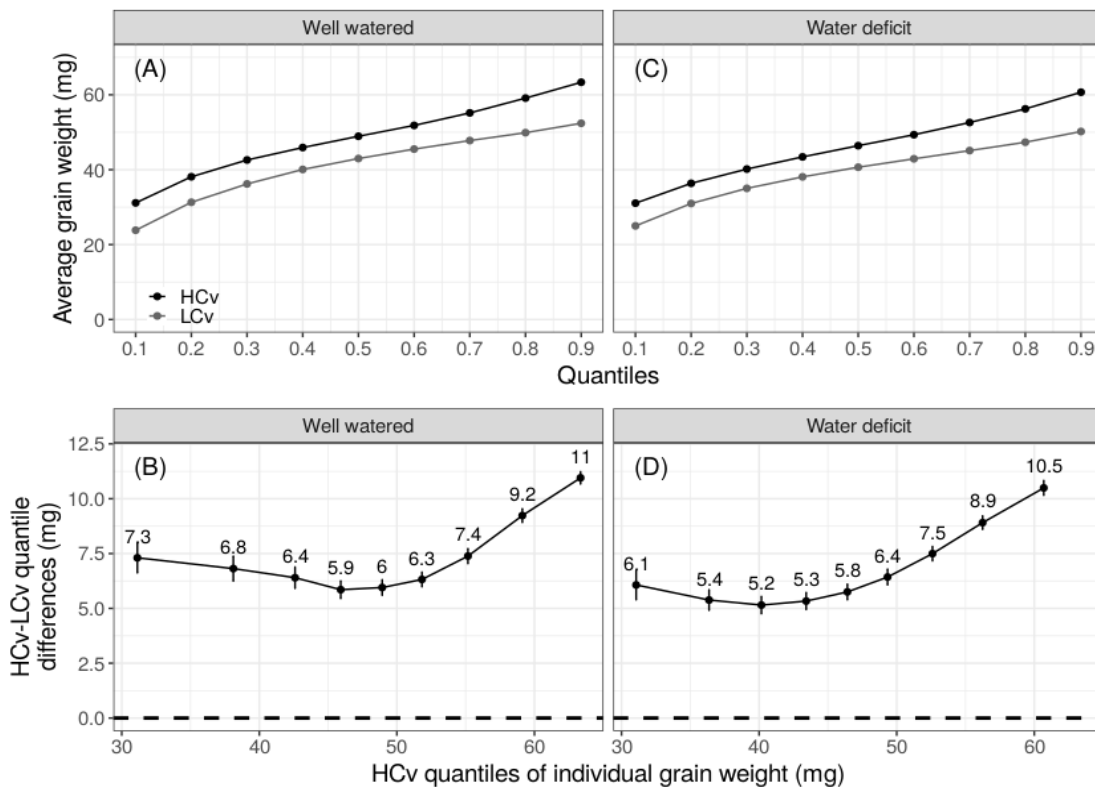 Well watered
Water deficit
(A)
(C)
Average grain weight (mg)
60
40
20
0
HCv
LCv
0.1 0.2 0.3 0.4 0.5 0.6 0.7 0.8 0.9
0.1 0.2 0.3 0.4 0.5 0.6 0.7 0.8 0.9
Quantiles
Well watered
Water deficit
(B)
(D)
HCv-LCv quantile
differences (mg)
12.5
10.0
7.5
5.0
2.5
0.0
7.3 6.8 6.4 5.9 6 6.3 7.4 9.2 11
6.1 5.4 5.2 5.3 5.8 6.4 7.5 8.9 10.5
30 40 50 60
30 40 50 60
HCv quantiles of individual grain weight (mg)